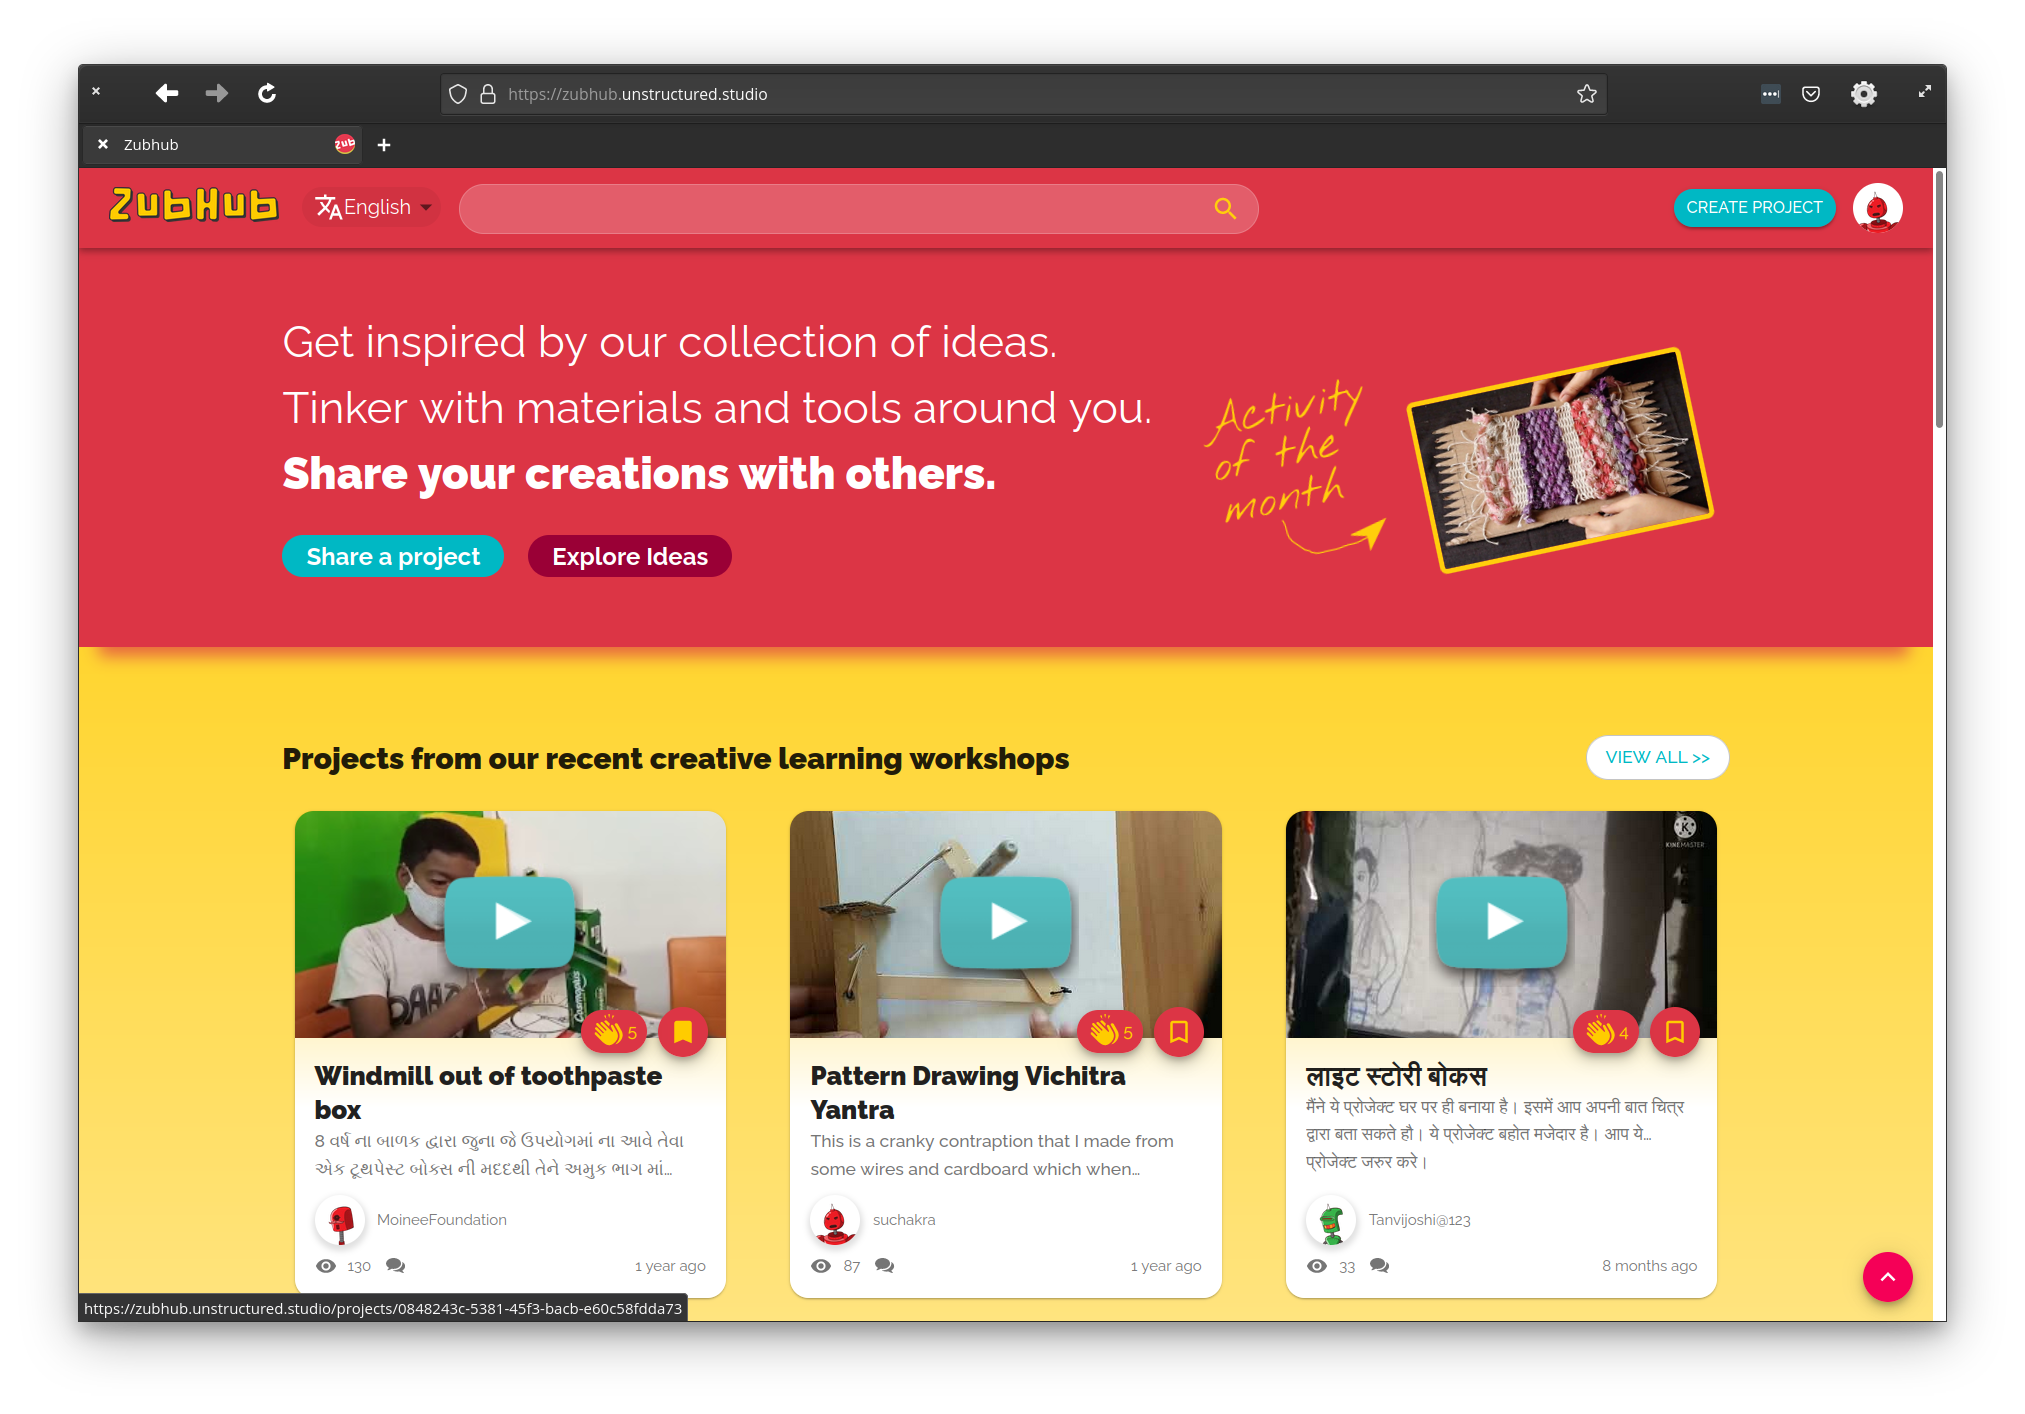 https://zubhub.unstructured.studio
Zubhub
Zub
ZubHub
English
CREATE PROJECT
Get inspired by our collection of ideas.
Tinker with materials and tools around you.
Share your creations with others.
Activity
of the
month
Share a project
Explore Ideas
Projects from our recent creative learning workshops
VIEW ALL >>
Cosmoplus
5
Windmill out of toothpaste
box
8 વર્ષ ના બાળક દ્વારા જુના જે ઉપયોગમાં ના આવે તેવા
એક ટૂથપેસ્ટ બોકસ ની મદદથી તેને અમુક ભાગ માં...
MoineeFoundation
130
1 year ago
5
Pattern Drawing Vichitra
Yantra
This is a cranky contraption that I made from
some wires and cardboard which when...
suchakra
87
1 year ago
K
KINEMASTER
4
लाइट स्टोरी बोकस
मैंने ये प्रोजेक्ट घर पर ही बनाया है। इसमें आप अपनी बात चित्र
द्वारा बता सकते हौ। ये प्रोजेक्ट बहोत मजेदार है। आप ये...
प्रोजेक्ट जरुर करे।
Tanvijoshi@123
33
8 months ago
https://zubhub.unstructured.studio/projects/0848243c-5381-45f3-bacb-e60c58fdda73